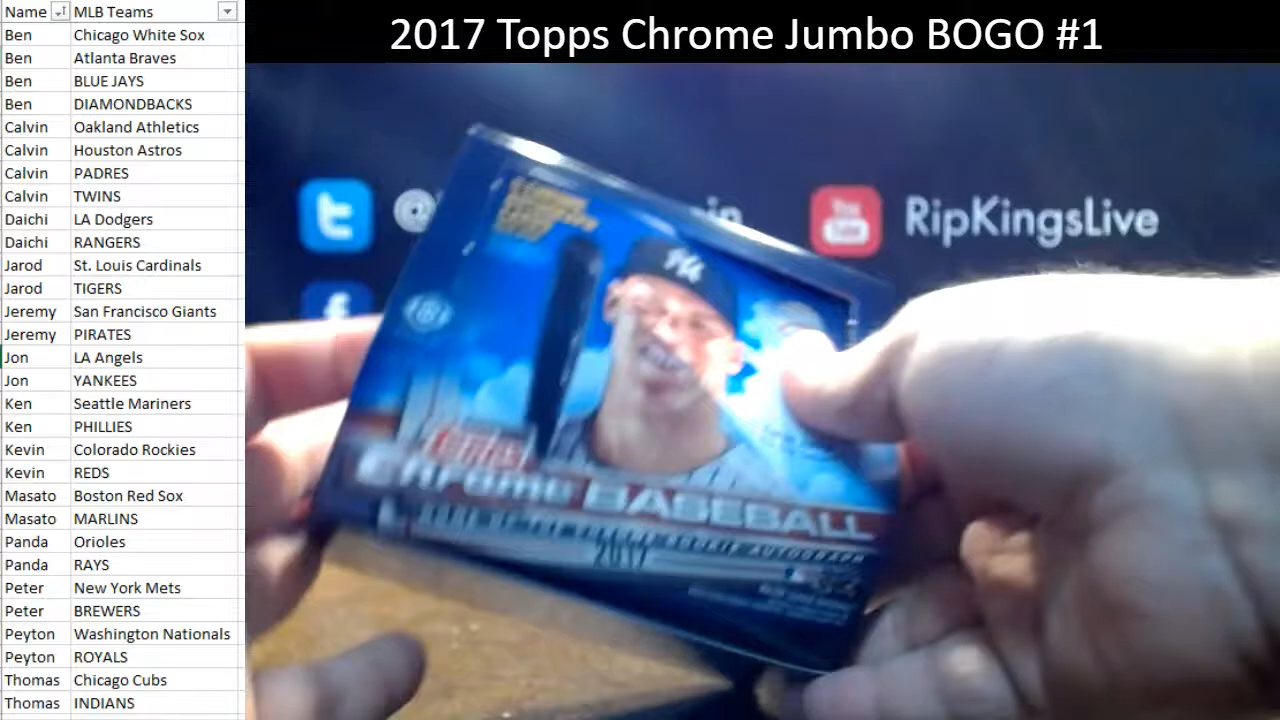 Name MLB Teams
Ben Chicago White Sox
Ben Atlanta Braves
Ben BLUE JAYS
Ben DIAMONDBACKS
Calvin Oakland Athletics
Calvin Houston Astros
Calvin PADRES
Calvin TWINS
Daichi LA Dodgers
Daichi RANGERS
Jarod St. Louis Cardinals
Jarod TIGERS
Jeremy San Francisco Giants
Jeremy PIRATES
Jon LA Angels
Jon YANKEES
Ken Seattle Mariners
Ken PHILLIES
Kevin Colorado Rockies
Kevin REDS
Masato Boston Red Sox
Masato MARLINS
Panda Orioles
Panda RAYS
Peter New York Mets
Peter BREWERS
Peyton Washington Nationals
Peyton ROYALS
Thomas Chicago Cubs
Thomas INDIANS
2017 Topps Chrome Jumbo BOGO #1
@
You
Tube
RipKingsLive
Topps
Chrome BASEBALL
2017